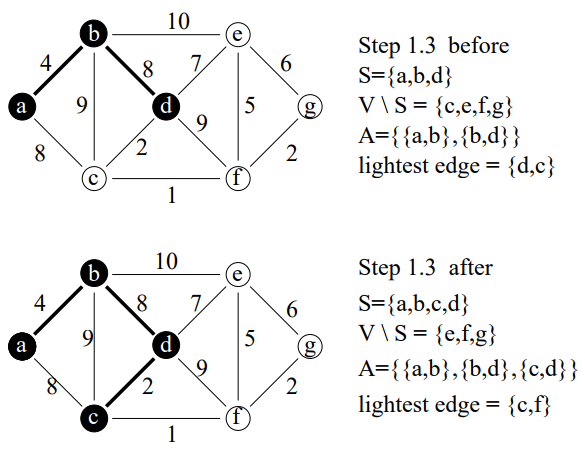 10
b
e
4
8
7
6
a
9
d
5
g
9
8
2
2
c
f
1
Step 1.3 before
S={a,b,d}
V \ S = {c,e,f,g}
A={{a,b},{b,d}}
lightest edge = {d,c}
10
b
e
4
8
7
6
a
9
d
5
g
9
8
2
2
c
f
1
Step 1.3 after
S={a,b,c,d}
V \ S = {e,f,g}
A={{a,b},{b,d},{c,d}}
lightest edge = {c,f}